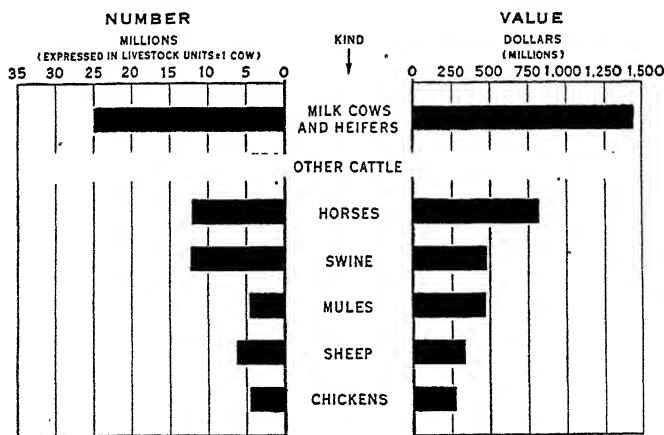 NUMBER
MILLIONS
(EXPRESSED IN LIVESTOCK UNITS=1 COW)
35 30 25 20 15 10 5 0
KIND
VALUE
DOLLARS
(MILLIONS)
0 250 500 750 1,000 1,250 1,500
MILK COWS
AND HEIFERS
OTHER CATTLE
HORSES
SWINE
MULES
SHEEP
CHICKENS